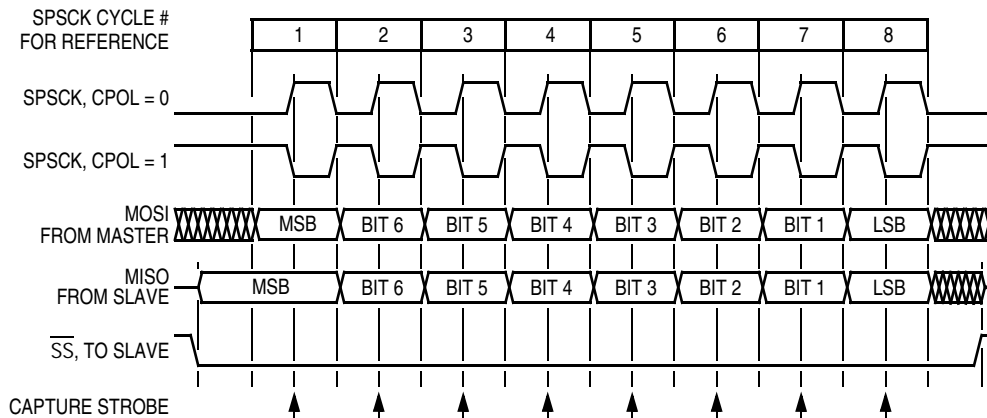 SPSCK CYCLE #
FOR REFERENCE
1 2 3 4 5 6 7 8
SPSCK, CPOL = 0
SPSCK, CPOL = 1
MOSI
FROM MASTER
MSB BIT 6 BIT 5 BIT 4 BIT 3 BIT 2 BIT 1 LSB
MISO
FROM SLAVE
MSB BIT 6 BIT 5 BIT 4 BIT 3 BIT 2 BIT 1 LSB
S̅S̅, TO SLAVE
CAPTURE STROBE